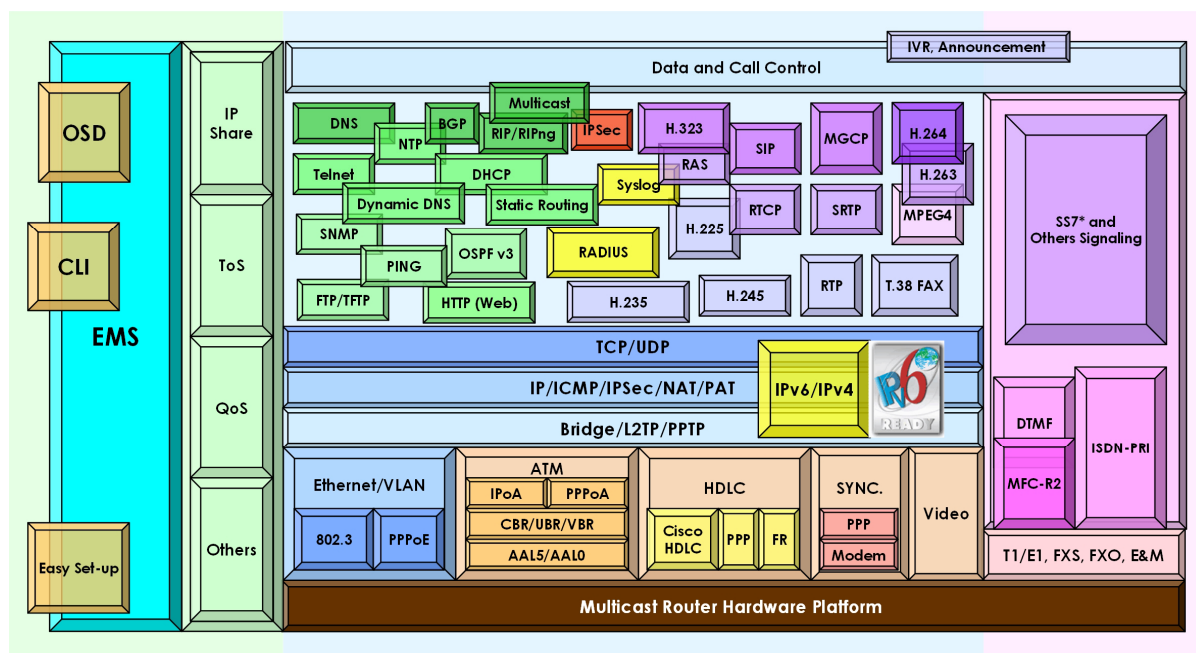 IVR, Announcement
Data and Call Control
OSD
CLI
EMS
Easy Set-up
IP
Share
ToS
QoS
Others
DNS
NTP
BGP
Multicast
RIP/RIPng
IPSec
H.323
RAS
SIP
MGCP
H.264
H.263
MPEG4
Telnet
DHCP
Dynamic DNS
Static Routing
Syslog
H.225
RTCP
SRTP
SNMP
PING
OSPF v3
RADIUS
FTP/TFTP
HTTP (Web)
H.235
H.245
RTP
T.38 FAX
SS7* and
Others Signaling
TCP/UDP
IP/ICMP/IPSec/NAT/PAT
Bridge/L2TP/PPTP
IPv6/IPv4
IPv6
READY
DTMF
MFC-R2
ISDN-PRI
Ethernet/VLAN
802.3
PPPoE
ATM
IPoA
PPPoA
CBR/UBR/VBR
AAL5/AAL0
HDLC
Cisco
HDLC
PPP
FR
SYNC.
PPP
Modem
Video
T1/E1, FXS, FXO, E&M
Multicast Router Hardware Platform